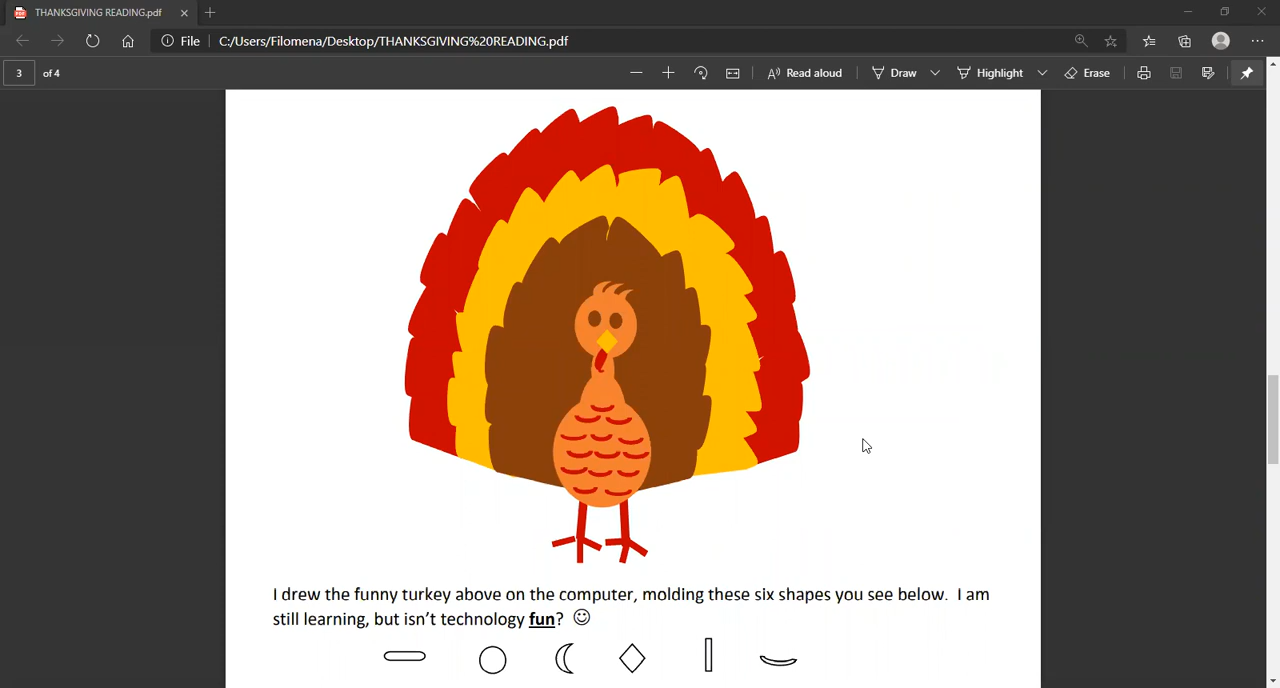 THANKSGIVING READING.pdf
File C:/Users/Filomena/Desktop/THANKSGIVING%20READING.pdf
3 of 4 Read aloud Draw Highlight Erase
I drew the funny turkey above on the computer, molding these six shapes you see below. I am
still learning, but isn't technology fun? ☺